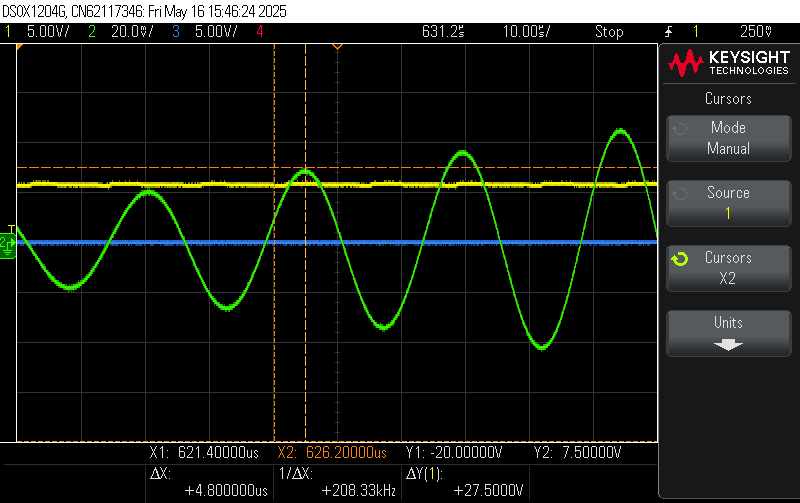 DSOX1204G, CN62117346: Fri May 16 15:46:24 2025
1 5.00V/ 2 20.0V/ 3 5.00V/ 4 631.2us 10.00us/ Stop 1 250mV
KEYSIGHT
TECHNOLOGIES
Cursors
Mode
Manual
Source
1
Cursors
X2
Units
T
2
X1: 621.40000us X2: 626.20000us Y1: -20.00000V Y2: 7.50000V
ΔX: 1/ΔX: ΔY(1):
+4.800000us +208.33kHz +27.5000V